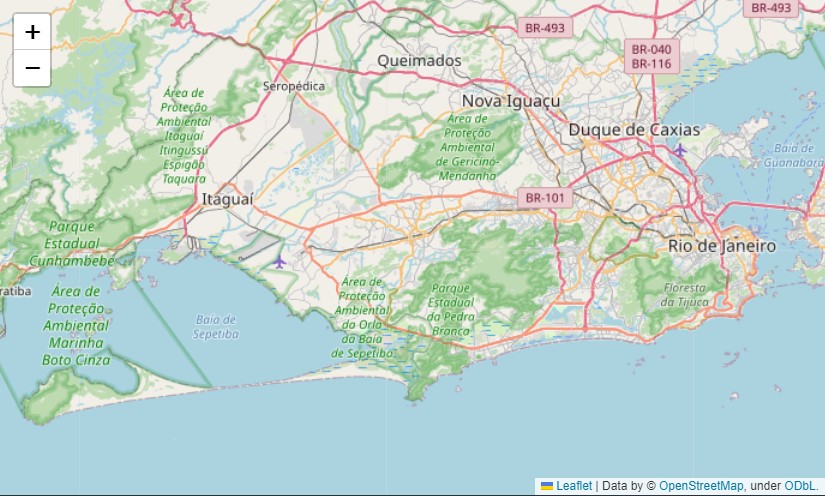 +
−
BR-493
BR-493
BR-040
BR-116
Queimados
Seropédica
Nova Iguaçu
Área de
Proteção
Ambiental
Itaguaí
Itingussú
Espigão
Taquara
Área de
Proteção
Ambiental
de Gericinó-
Mendanha
Duque de Caxias
Baía de
Guanabara
Itaguaí
BR-101
Parque
Estadual
Cunhambebe
Rio de Janeiro
ratiba
Área de
Proteção
Ambiental
Marinha
Boto Cinza
Baía de
Sepetiba
Área de
Proteção
Ambiental
da Orla
da Baía
de Sepetiba
Parque
Estadual
da Pedra
Branca
Floresta
da Tijuca
Leaflet | Data by © OpenStreetMap, under ODbL.